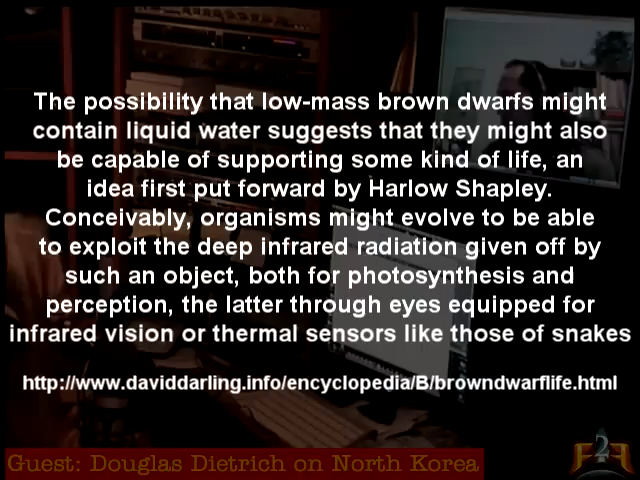 The possibility that low-mass brown dwarfs might
contain liquid water suggests that they might also
be capable of supporting some kind of life, an
idea first put forward by Harlow Shapley.
Conceivably, organisms might evolve to be able
to exploit the deep infrared radiation given off by
such an object, both for photosynthesis and
perception, the latter through eyes equipped for
infrared vision or thermal sensors like those of snakes
http://www.daviddarling.info/encyclopedia/B/browndwarflife.html
Guest: Douglas Dietrich on North Korea
F2F